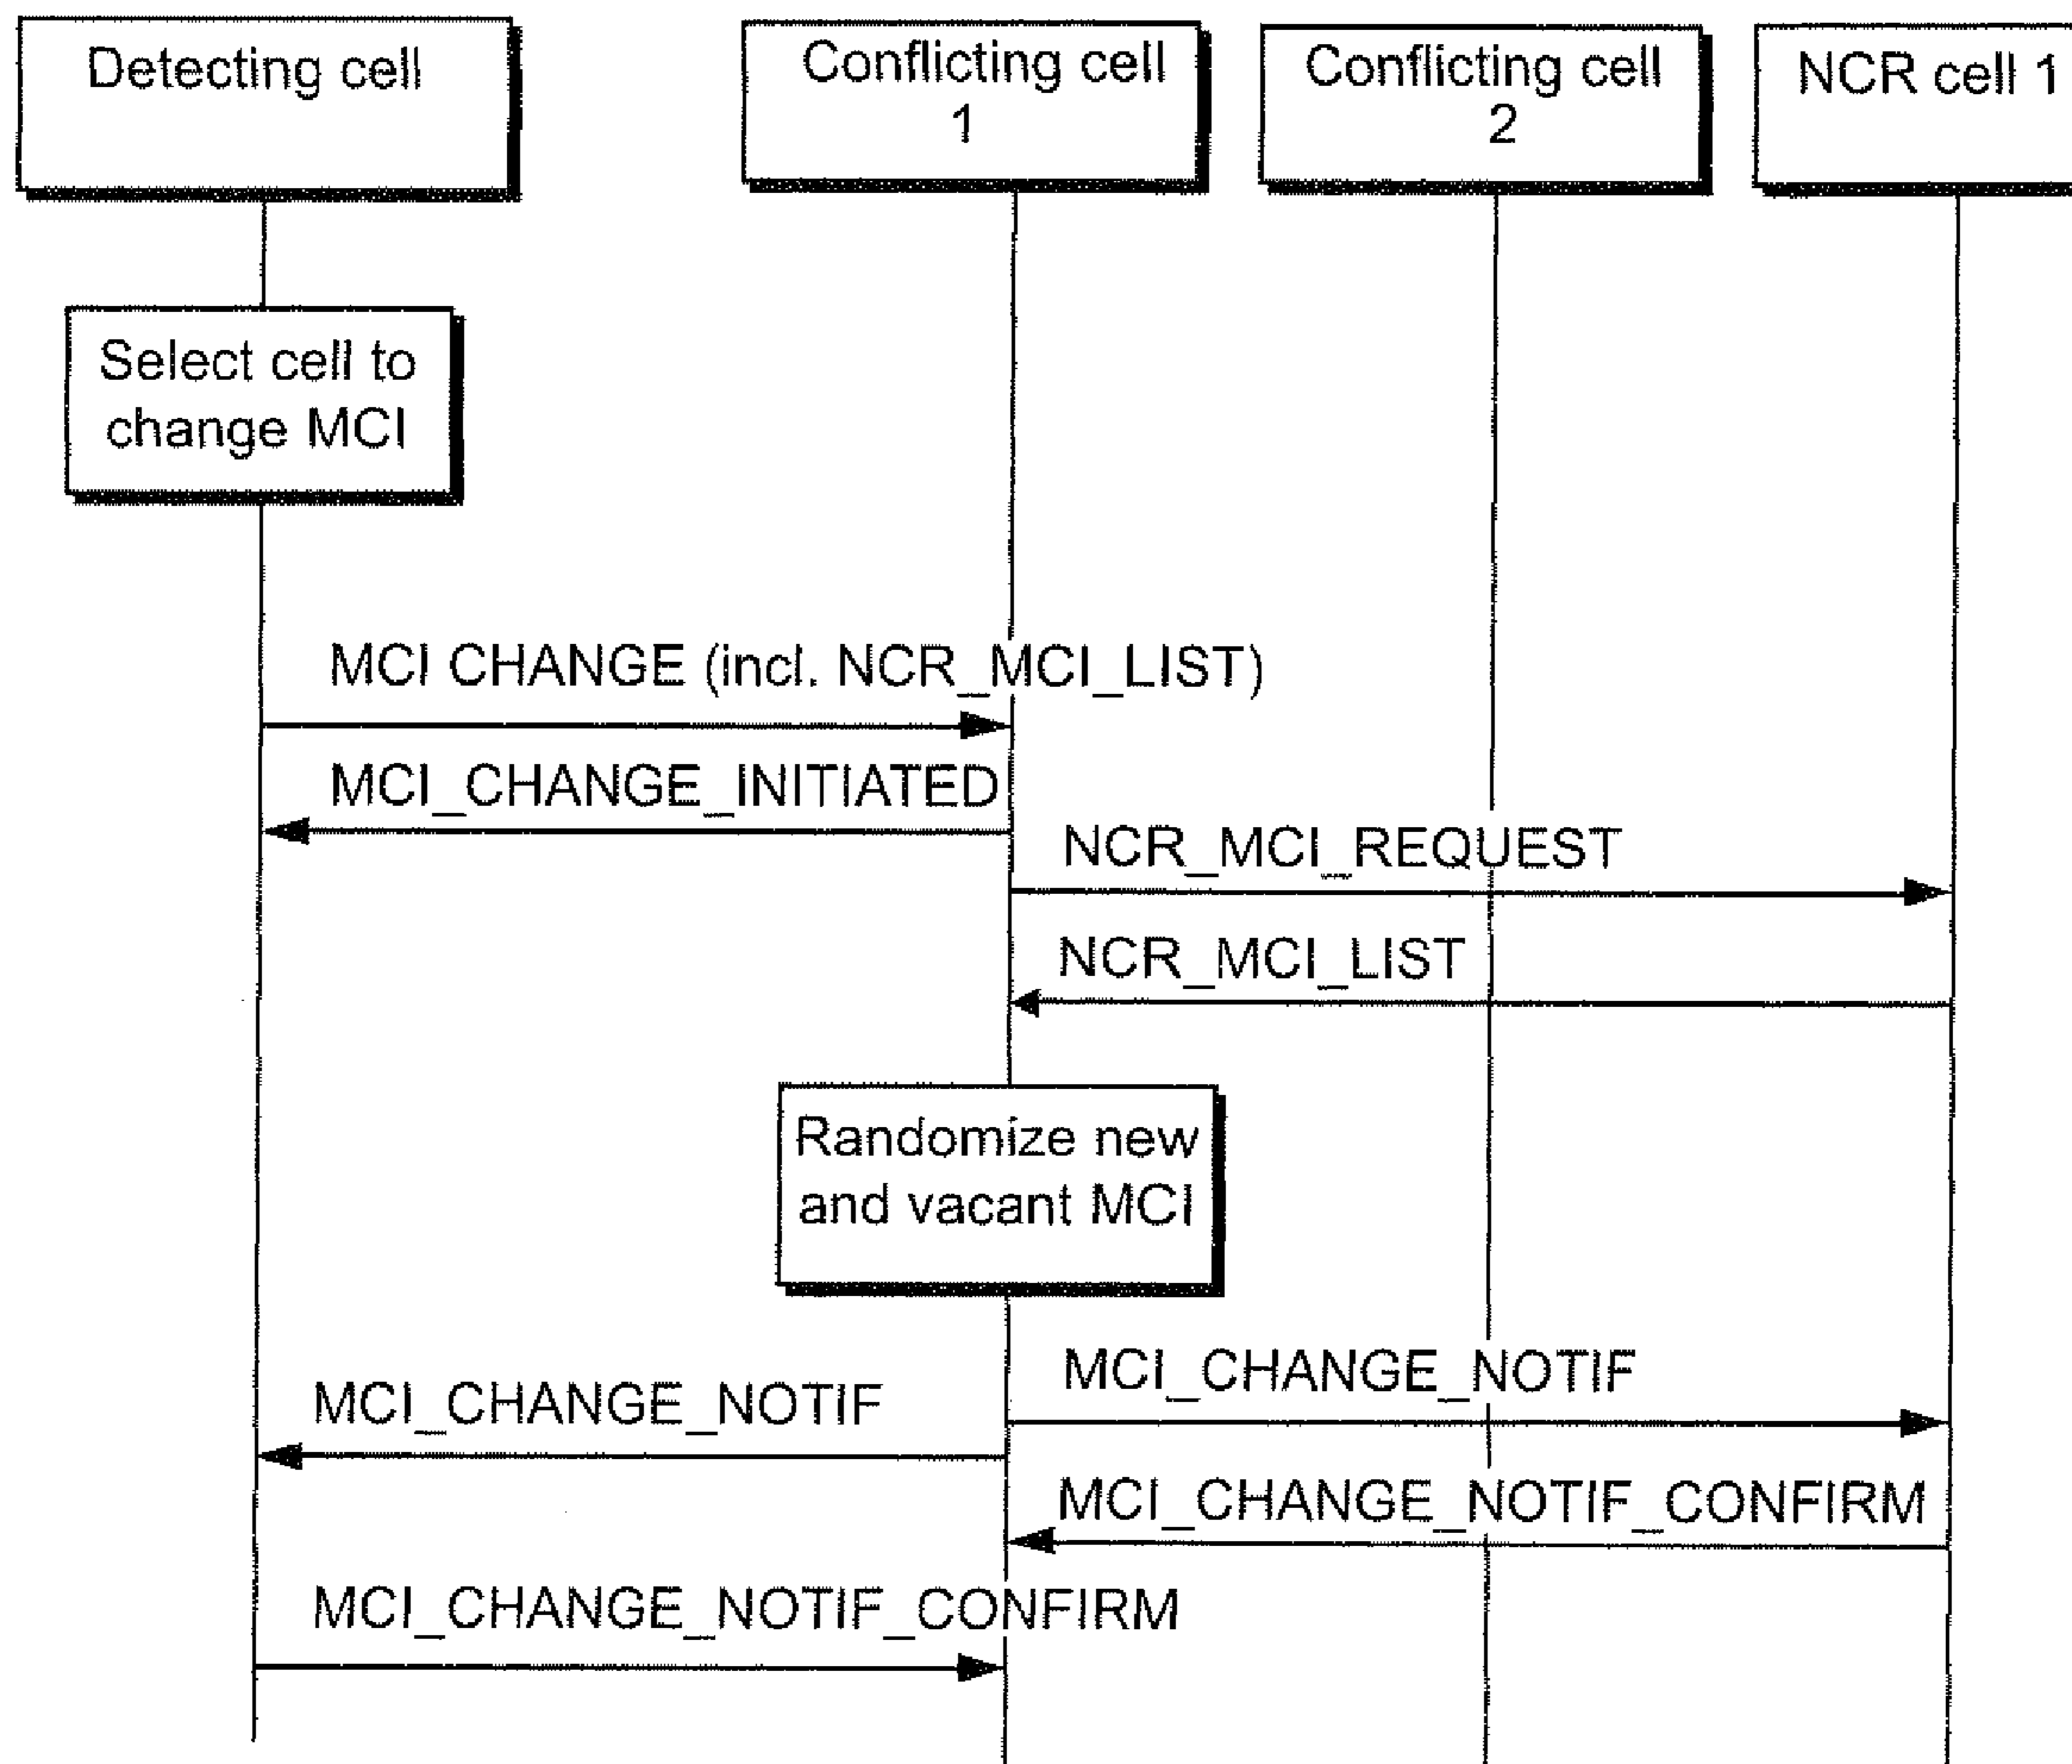 Detecting cell
Conflicting cell
1
Conflicting cell
2
NCR cell 1
Select cell to
change MCI
MCI CHANGE (incl. NCR_MCI_LIST)
MCI_CHANGE_INITIATED
NCR_MCI_REQUEST
NCR_MCI_LIST
Randomize new
and vacant MCI
MCI_CHANGE_NOTIF
MCI_CHANGE_NOTIF
MCI_CHANGE_NOTIF_CONFIRM
MCI_CHANGE_NOTIF_CONFIRM